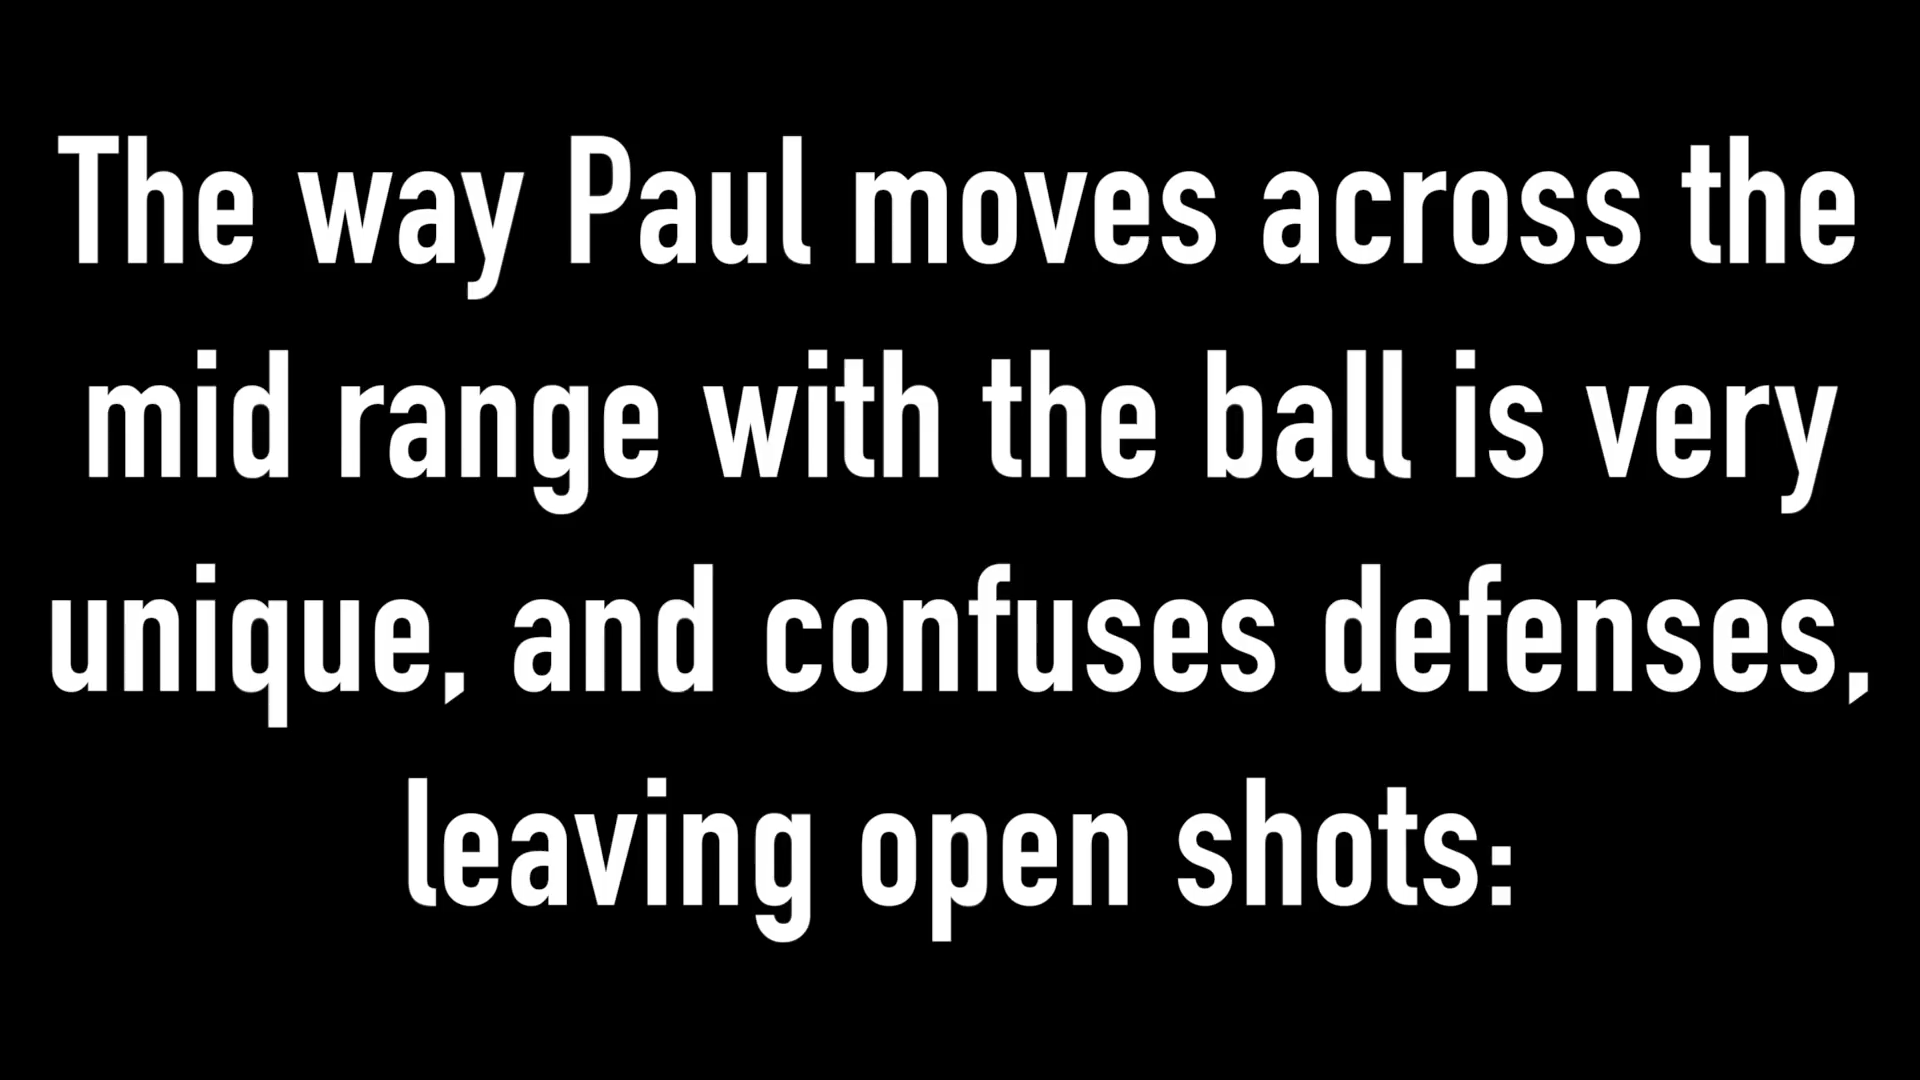 The way Paul moves across the
mid range with the ball is very
unique, and confuses defenses,
leaving open shots: